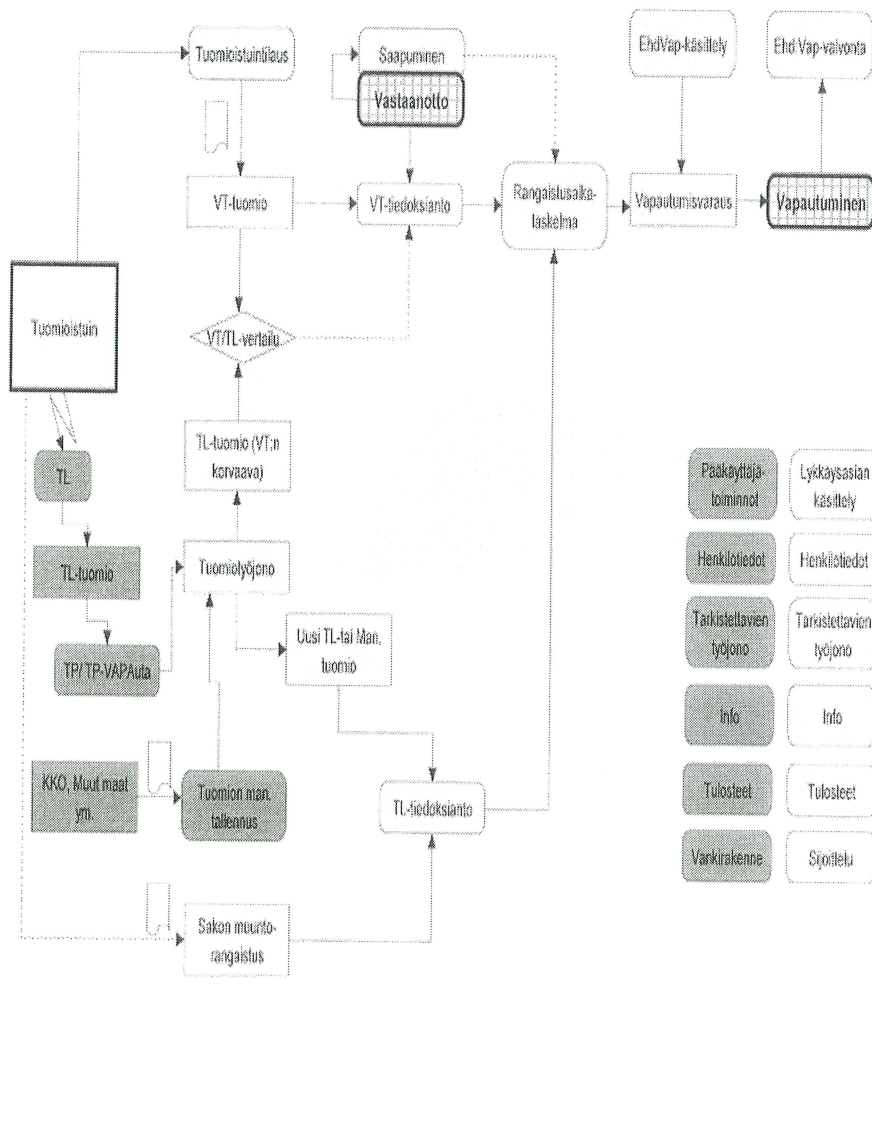 Tuomioistuintilaus
Saapuminen
Vastaanotto
EhdVap-käsittely
Ehd Vap-valvonta
VT-tuomio
VT-tiedoksianto
Rangaistusaika-
laskelma
Vapautumisvaraus
Vapautuminen
Tuomioistuin
VT/TL-vertailu
TL-tuomio (VT:n
korvaava)
TL
TL-tuomio
Tuomiotyöjono
TP/TP-VAPAuta
Uusi TL-tai Man.
tuomio
KKO, Muut maat
ym.
Tuomion man.
tallennus
TL-tiedoksianto
Sakon muunto-
rangaistus
Pääkäyttäjä-
toiminnot
Lykkäysasian
käsittely
Henkilötiedot
Henkilötiedot
Tarkistettavien
työjono
Tarkistettavien
työjono
Info
Info
Tulosteet
Tulosteet
Vankirakenne
Sijoittelu